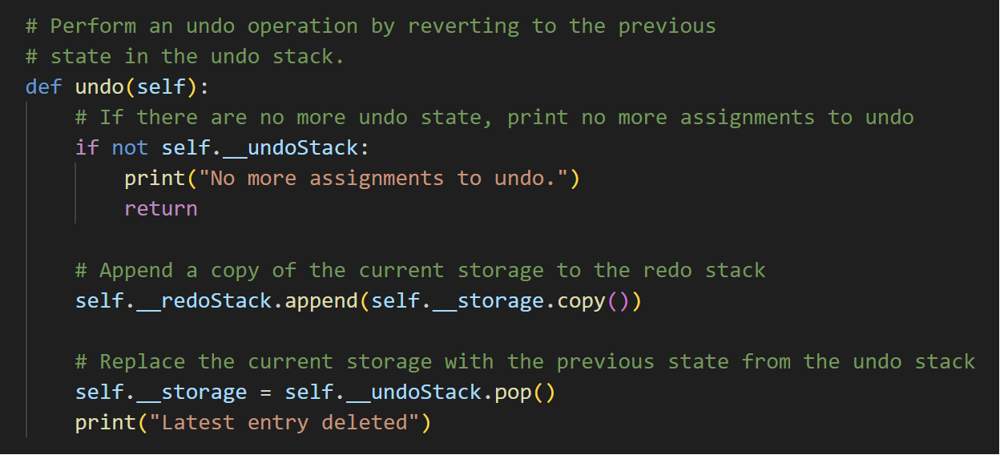 # Perform an undo operation by reverting to the previous
# state in the undo stack.
def undo(self):
    # If there are no more undo state, print no more assignments to undo
    if not self.__undoStack:
        print("No more assignments to undo.")
        return

    # Append a copy of the current storage to the redo stack
    self.__redoStack.append(self.__storage.copy())

    # Replace the current storage with the previous state from the undo stack
    self.__storage = self.__undoStack.pop()
    print("Latest entry deleted")